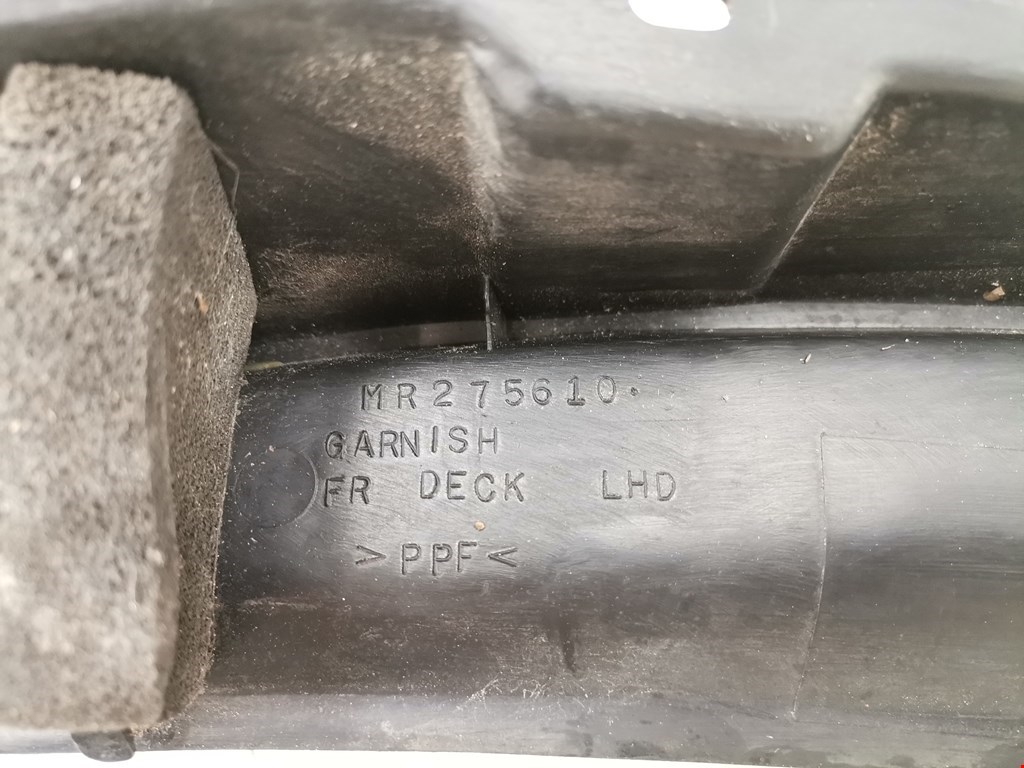 MR275610.
GARNISH
FR DECK LHD
>PPF<